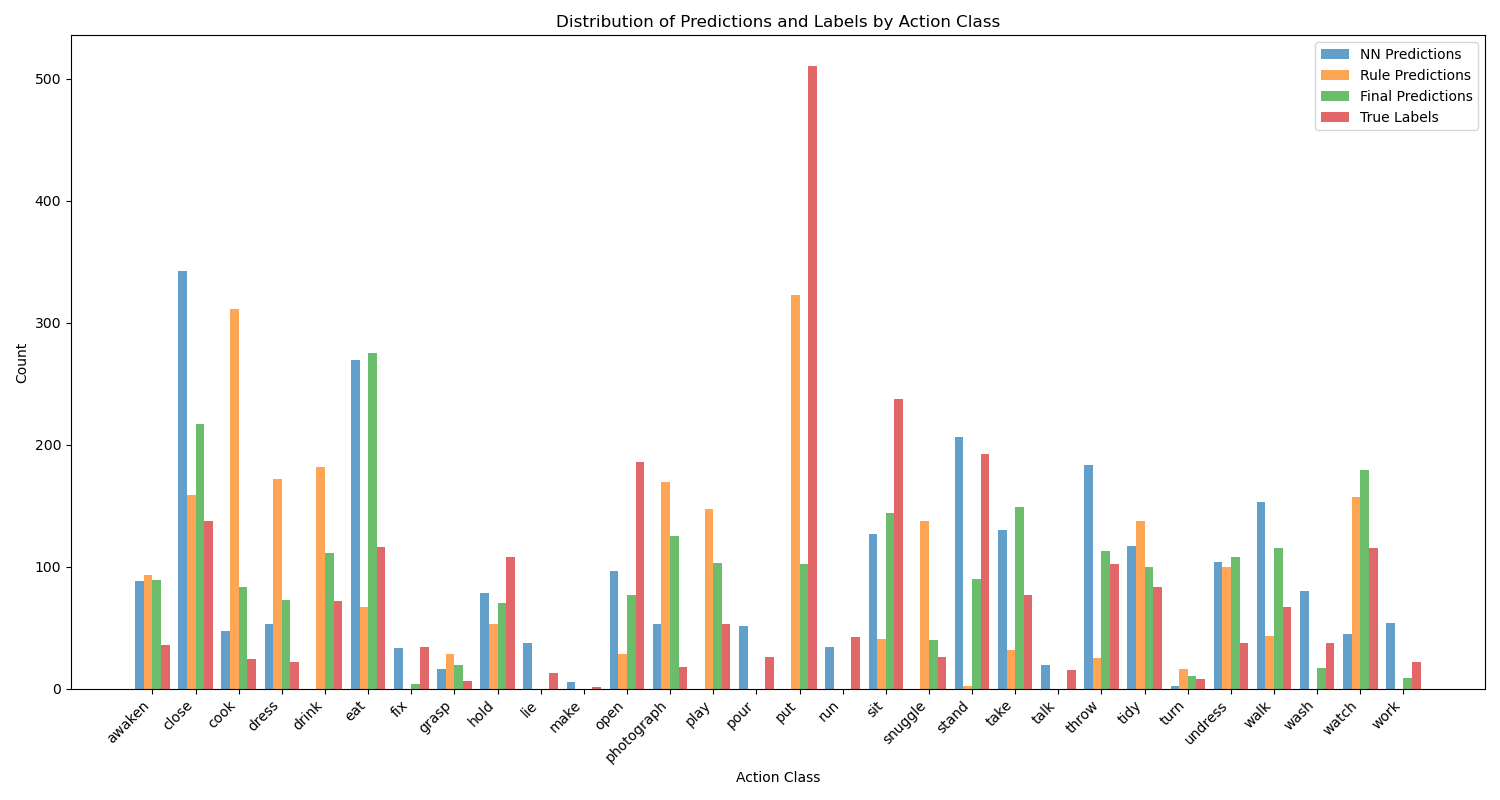 Distribution of Predictions and Labels by Action Class
NN Predictions
Rule Predictions
Final Predictions
True Labels
Count
500
400
300
200
100
0
awaken
close
cook
dress
drink
eat
fix
grasp
hold
lie
make
open
photograph
play
pour
put
run
sit
snuggle
stand
take
talk
throw
tidy
turn
undress
walk
wash
watch
work
Action Class